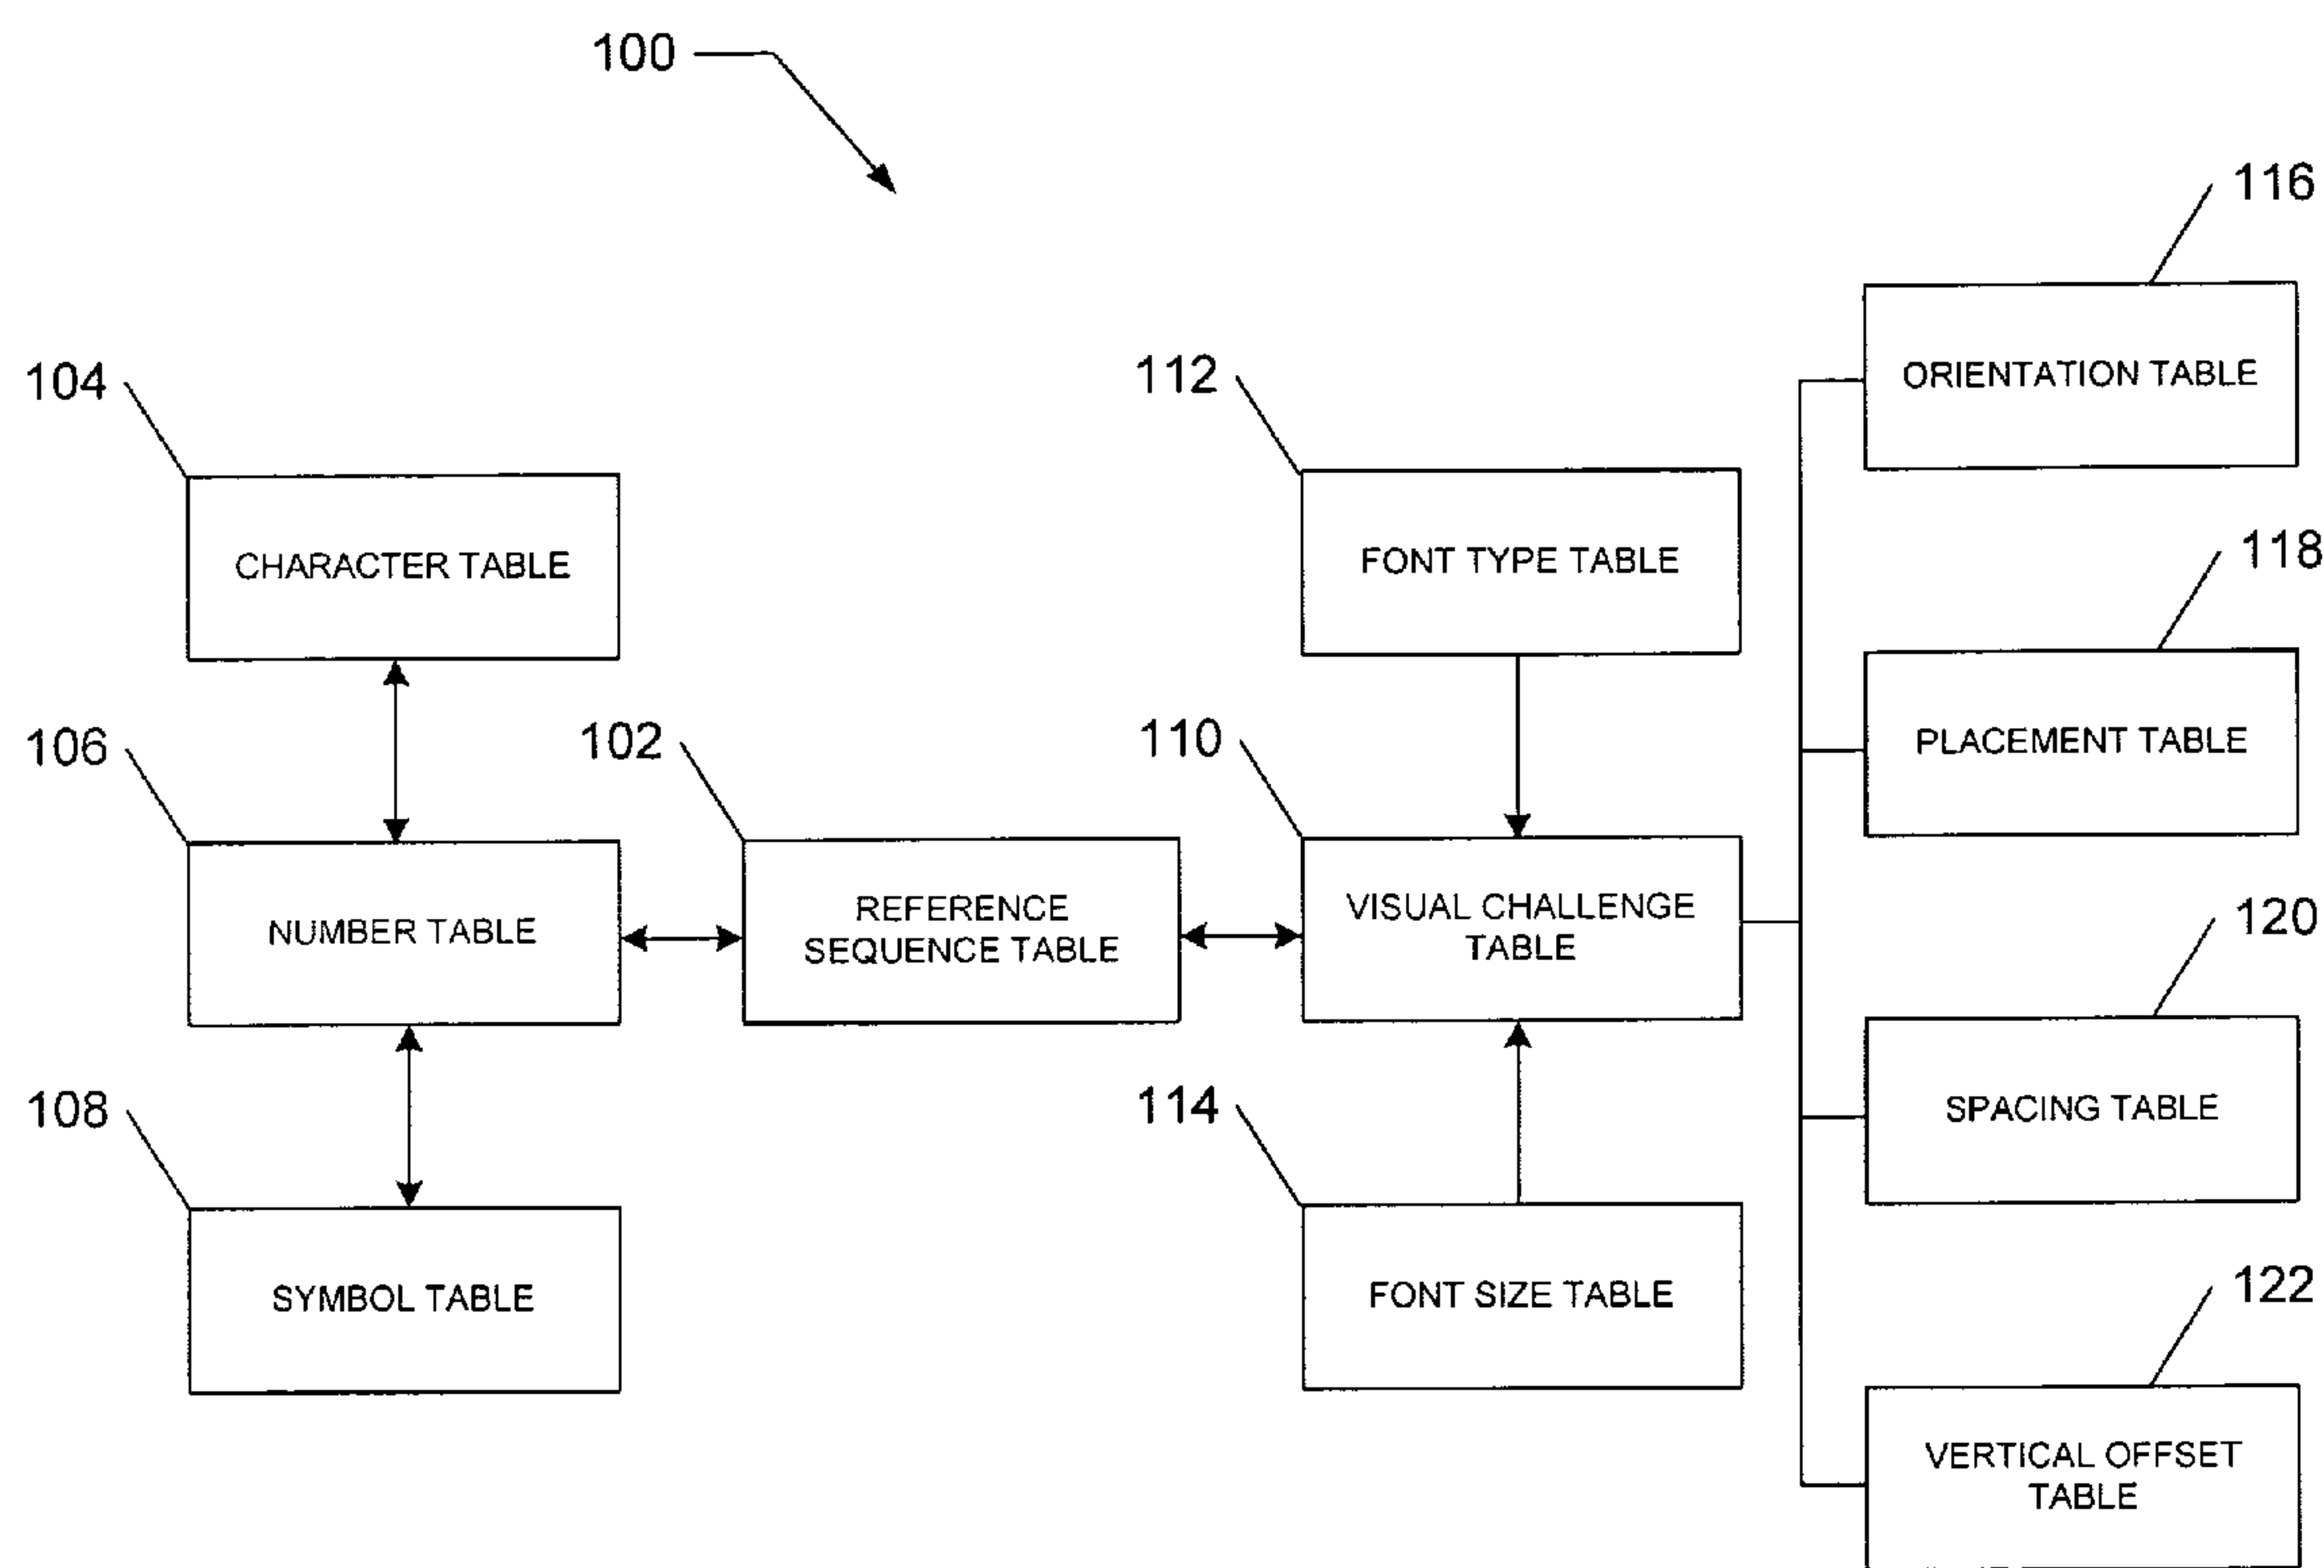 100
116
ORIENTATION TABLE
104
CHARACTER TABLE
112
FONT TYPE TABLE
118
PLACEMENT TABLE
106
NUMBER TABLE
102
REFERENCE
SEQUENCE TABLE
110
VISUAL CHALLENGE
TABLE
120
SPACING TABLE
108
SYMBOL TABLE
114
FONT SIZE TABLE
122
VERTICAL OFFSET
TABLE